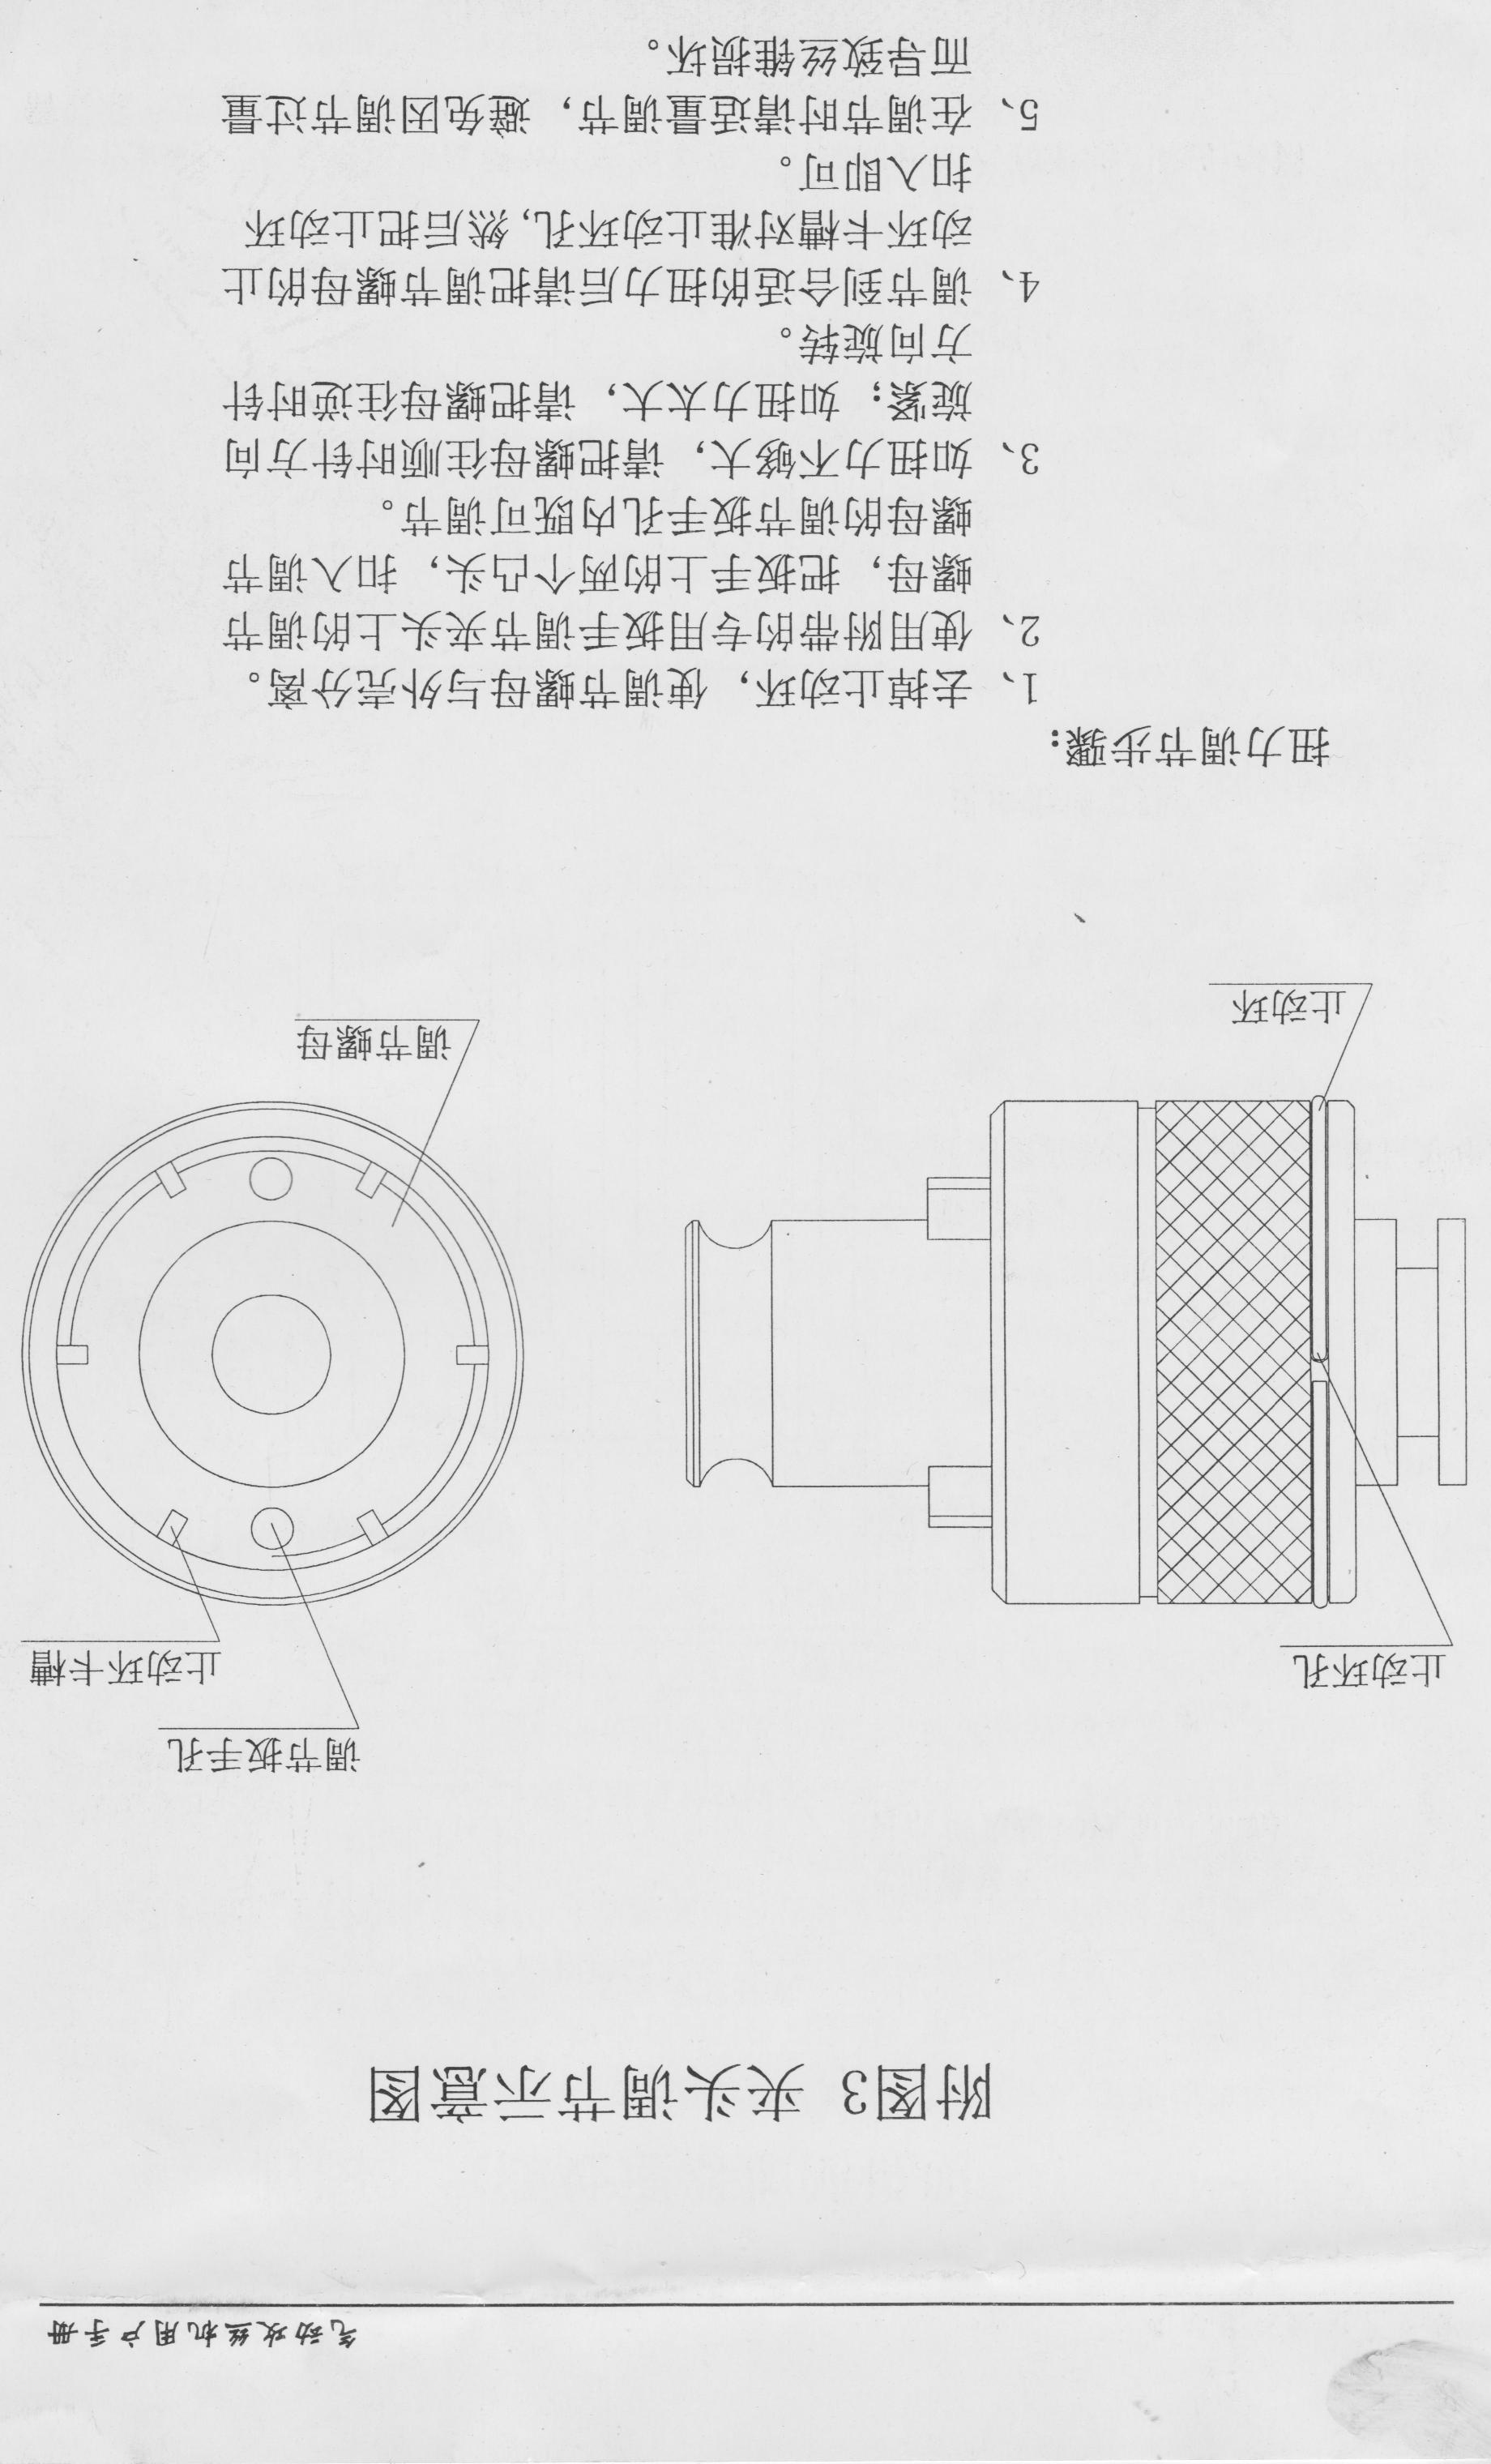 气动攻丝机用户手册
附图3 夹头调节示意图
调节扳手孔
止动环孔
止动环卡槽
调节螺母
止动环
扭力调节步骤：
1、去掉止动环，使调节螺母与外壳分离。
2、使用附带的专用扳手调节夹头上的调节
螺母，把扳手上的两个凸头，扣入调节
螺母的调节扳手孔内既可调节。
3、如扭力不够大，请把螺母往顺时针方向
旋紧；如扭力太大，请把螺母往逆时针
方向旋转。
4、调节到合适的扭力后请把调节螺母的止
动环卡槽对准止动环孔,然后把止动环
扣入即可。
5、在调节时请适量调节，避免因调节过量
而导致丝锥损坏。